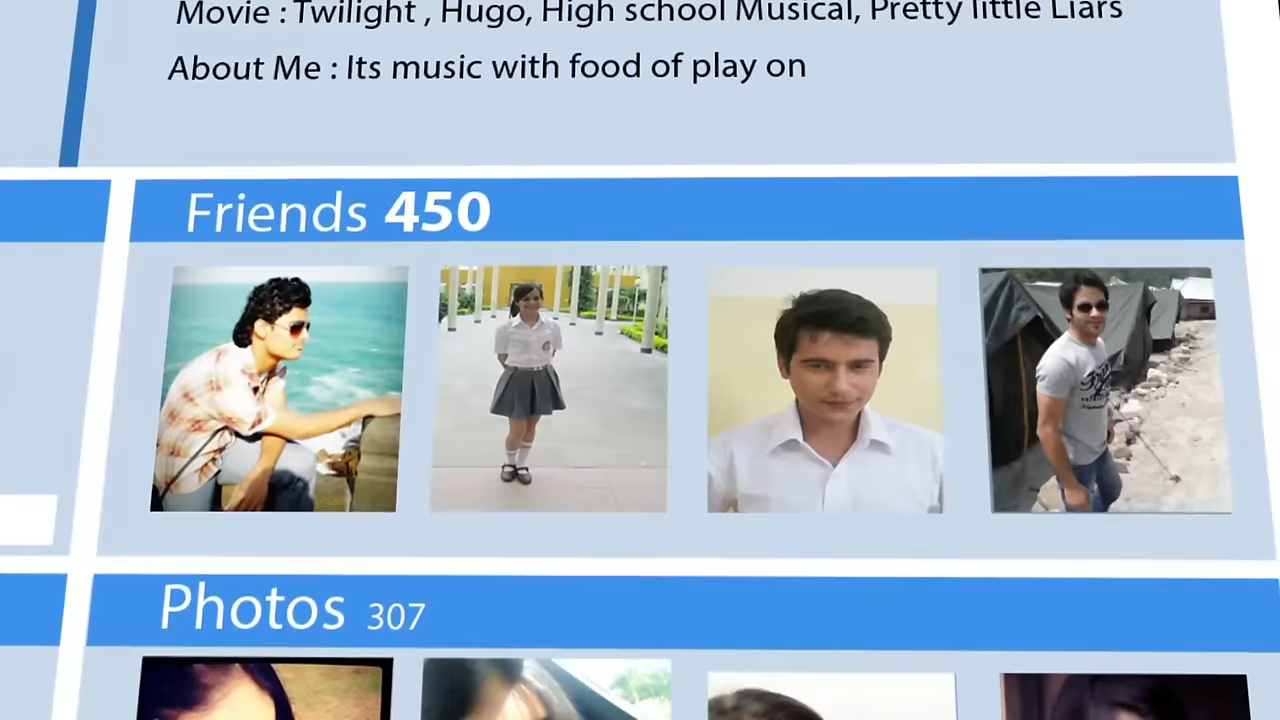 Movie : Twilight , Hugo, High school Musical, Pretty little Liars
About Me : Its music with food of play on
Friends 450
Photos 307